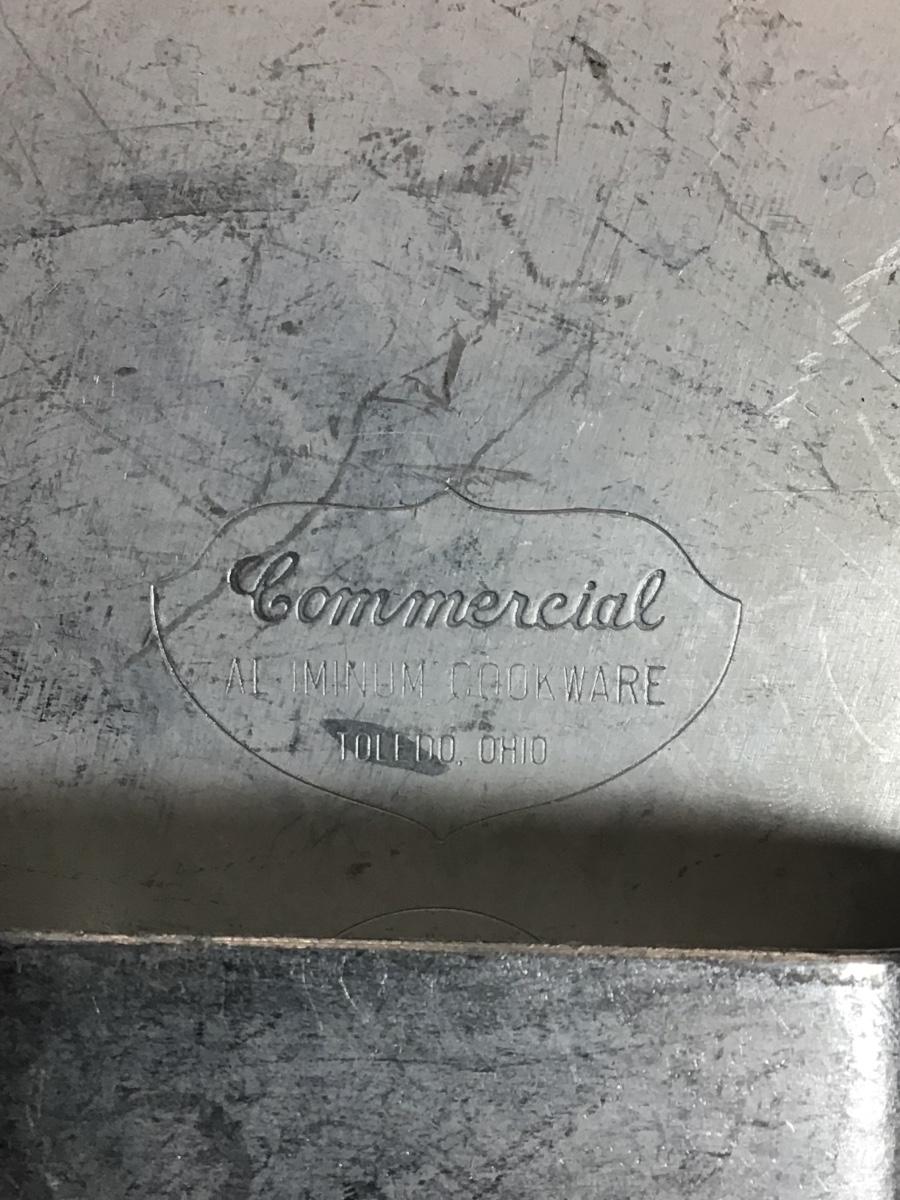 Commercial
ALUMINUM COOKWARE
TOLEDO, OHIO